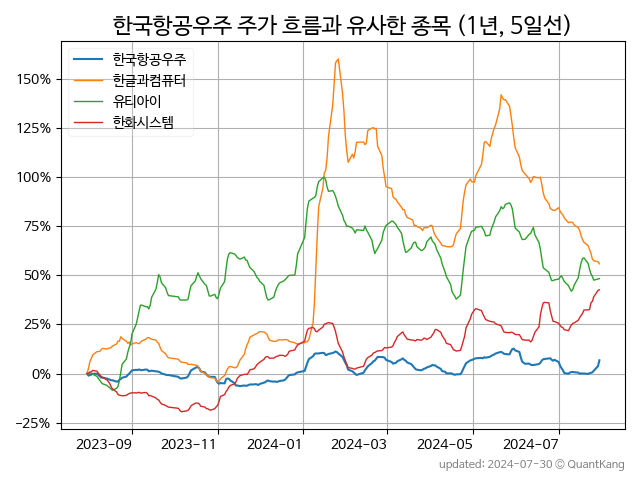 한국항공우주 주가 흐름과 유사한 종목 (1년, 5일선)
한국항공우주
한글과컴퓨터
유티아이
한화시스템
150%
125%
100%
75%
50%
25%
0%
−25%
2023-09
2023-11
2024-01
2024-03
2024-05
2024-07
updated: 2024-07-30 © QuantKang